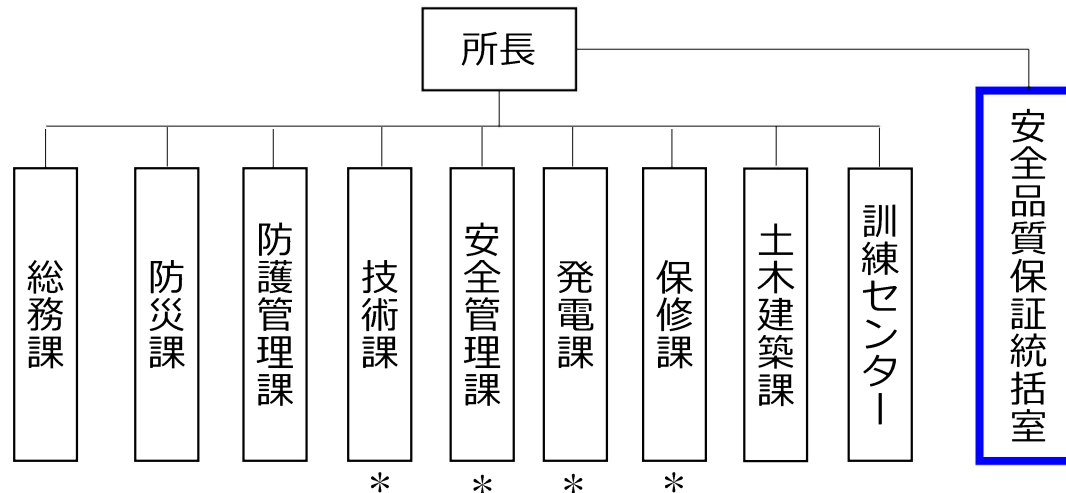 所長
総務課
防災課
防護管理課
技術課
安全管理課
発電課
保修課
土木建築課
訓練センター
安全品質保証統括室
＊
＊
＊
＊